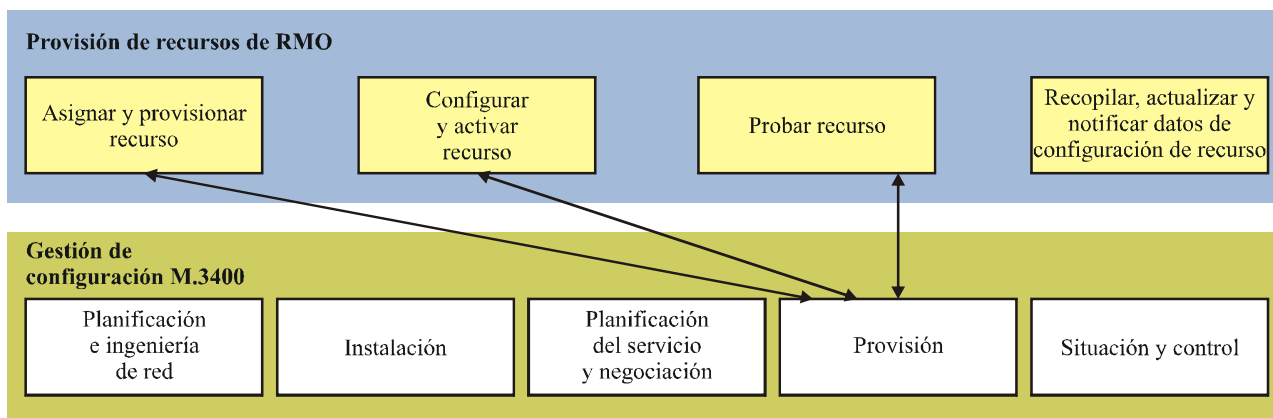 Provisión de recursos de RMO
Asignar y provisionar
recurso
Configurar
y activar
recurso
Probar recurso
Recopilar, actualizar y
notificar datos de
configuración de recurso
Gestión de
configuración M.3400
Planificación
e ingeniería
de red
Instalación
Planificación
del servicio
y negociación
Provisión
Situación y control